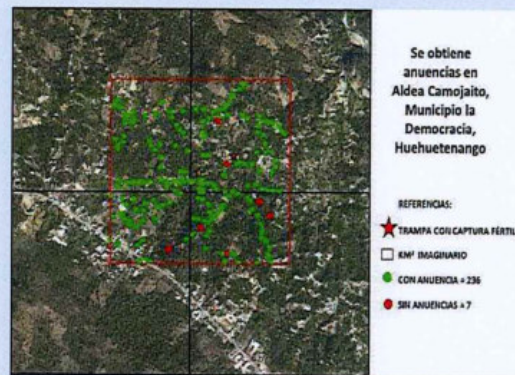 Se obtiene
anuencias en
Aldea Camojaito,
Municipio la
Democracia,
Huehuetenango
REFERENCIAS:
TRAMPA CON CAPTURA FÉRTIL
KM² IMAGINARIO
CON ANUENCIA = 236
SIN ANUENCIAS = 7